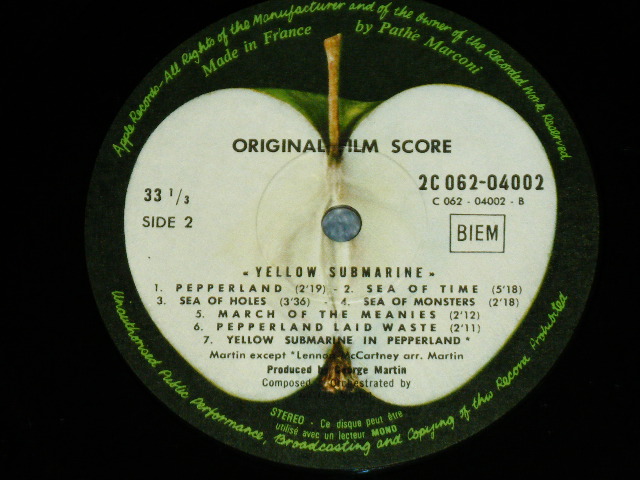 Apple Records-All Rights of the Manufacturer and of the Owner of the Recorded Work Reserved
Made in France by Pathé Marconi
ORIGINAL FILM SCORE
33 1/3
SIDE 2
2C 062-04002
C 062 - 04002 - B
BIEM
« YELLOW SUBMARINE »
1. PEPPERLAND (2'19) - 2. SEA OF TIME (5'18)
3. SEA OF HOLES (3'36) - 4. SEA OF MONSTERS (2'18)
5. MARCH OF THE MEANIES (2'12)
6. PEPPERLAND LAID WASTE (2'11)
7. YELLOW SUBMARINE IN PEPPERLAND *
Martin except *Lennon McCartney arr. Martin
Produced by George Martin
Composed Orchestrated by
STEREO - Ce disque peut être
utilisé avec un lecteur MONO
Unauthorised Public Performance, Broadcasting and Copying of this Record Prohibited